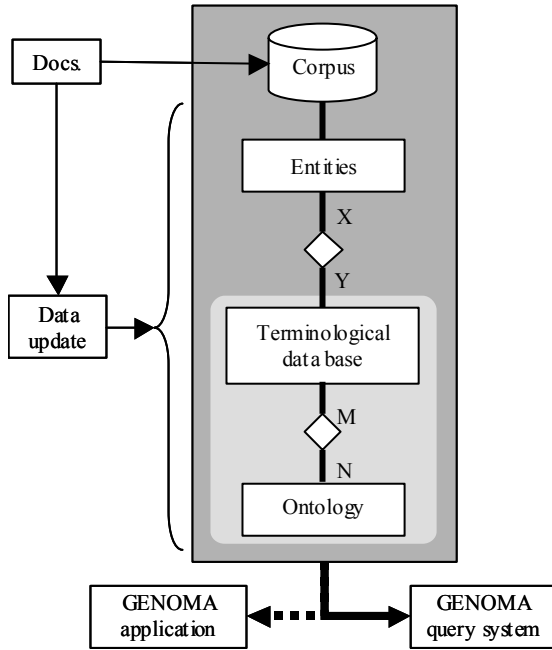 Docs.
Corpus
Entities
X
Y
Data
update
Terminological
data base
M
N
Ontology
GENOMA
application
GENOMA
query system